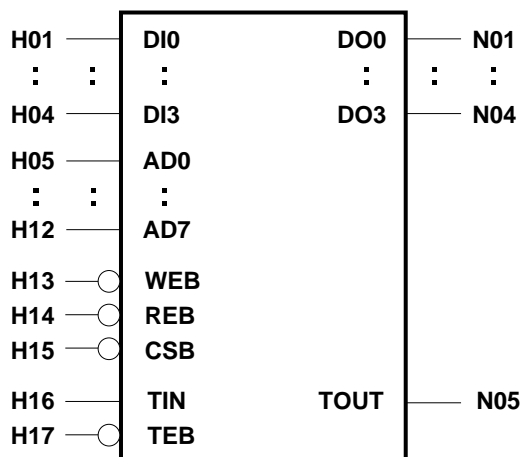 H01 DI0 DO0 N01
: : : : : :
H04 DI3 DO3 N04
H05 AD0
: : :
H12 AD7
H13 WEB
H14 REB
H15 CSB
H16 TIN TOUT N05
H17 TEB